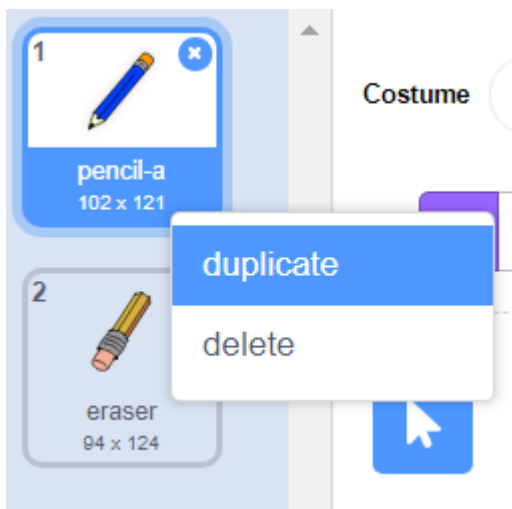 1
pencil-a
102 x 121
Costume
duplicate
delete
2
eraser
94 x 124